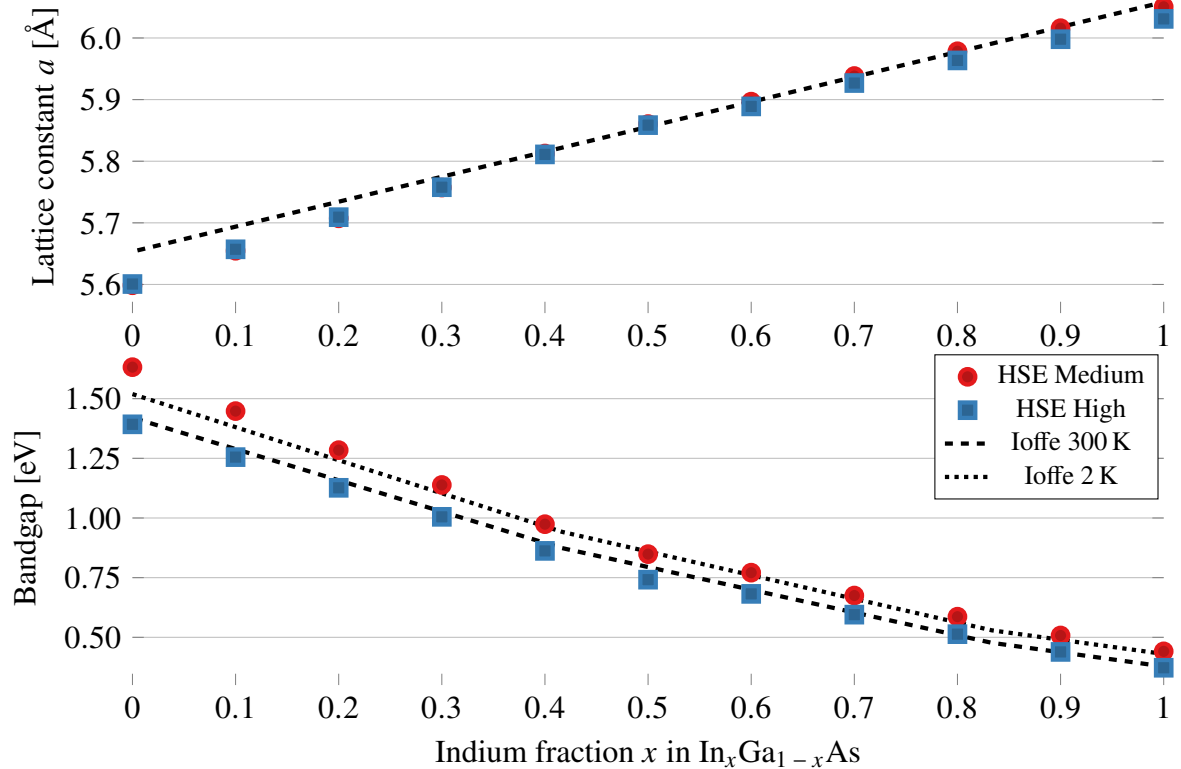 Lattice constant a [Å]
6.0
5.9
5.8
5.7
5.6
0 0.1 0.2 0.3 0.4 0.5 0.6 0.7 0.8 0.9 1
Bandgap [eV]
1.50
1.25
1.00
0.75
0.50
HSE Medium
HSE High
Ioffe 300 K
Ioffe 2 K
0 0.1 0.2 0.3 0.4 0.5 0.6 0.7 0.8 0.9 1
Indium fraction x in InₓGa₁₋ₓAs